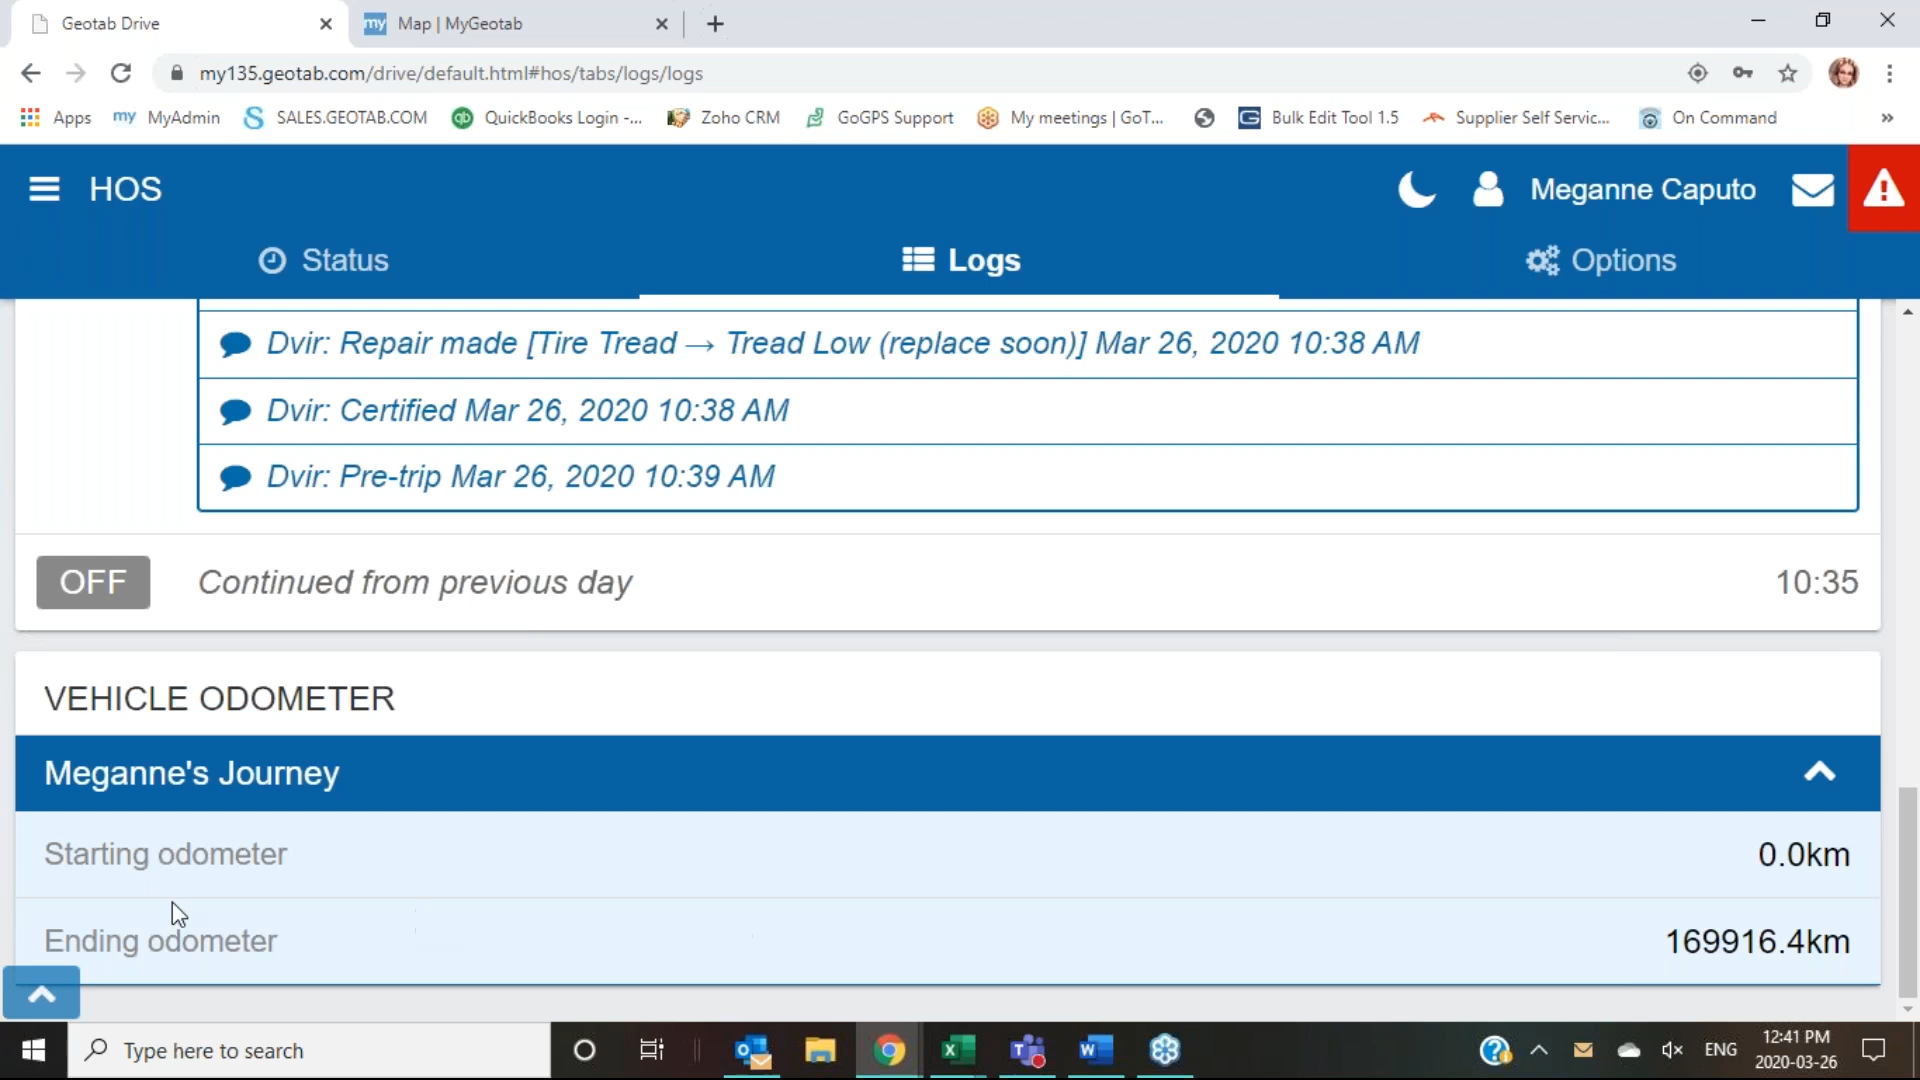 Geotab Drive
my Map | MyGeotab
my135.geotab.com/drive/default.html#hos/tabs/logs/logs
Apps my MyAdmin SALES.GEOTAB.COM qb QuickBooks Login -... Zoho CRM GoGPS Support My meetings | GoT... Bulk Edit Tool 1.5 Supplier Self Servic... On Command »
HOS Meganne Caputo
Status Logs Options
Dvir: Repair made [Tire Tread → Tread Low (replace soon)] Mar 26, 2020 10:38 AM
Dvir: Certified Mar 26, 2020 10:38 AM
Dvir: Pre-trip Mar 26, 2020 10:39 AM
OFF Continued from previous day 10:35
VEHICLE ODOMETER
Meganne's Journey
Starting odometer 0.0km
Ending odometer 169916.4km
Type here to search ENG 12:41 PM
2020-03-26